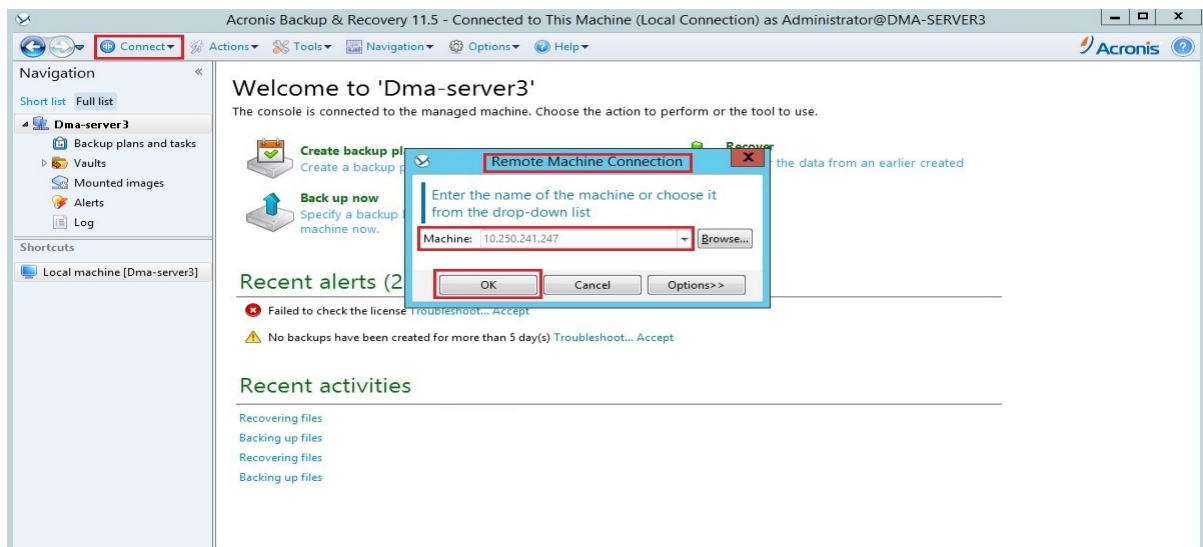 Acronis Backup & Recovery 11.5 - Connected to This Machine (Local Connection) as Administrator@DMA-SERVER3
Connect Actions Tools Navigation Options Help Acronis
Navigation
Short list Full list
Dma-server3
Backup plans and tasks
Vaults
Mounted images
Alerts
Log
Shortcuts
Local machine [Dma-server3]
Welcome to 'Dma-server3'
The console is connected to the managed machine. Choose the action to perform or the tool to use.
Create backup pl
Create a backup
Recover
the data from an earlier created
Back up now
Specify a backup
machine now.
Remote Machine Connection
Enter the name of the machine or choose it
from the drop-down list
Machine: 10.250.241.247 Browse...
OK Cancel Options>>
Recent alerts (2
Failed to check the license Troubleshoot... Accept
No backups have been created for more than 5 day(s) Troubleshoot... Accept
Recent activities
Recovering files
Backing up files
Recovering files
Backing up files